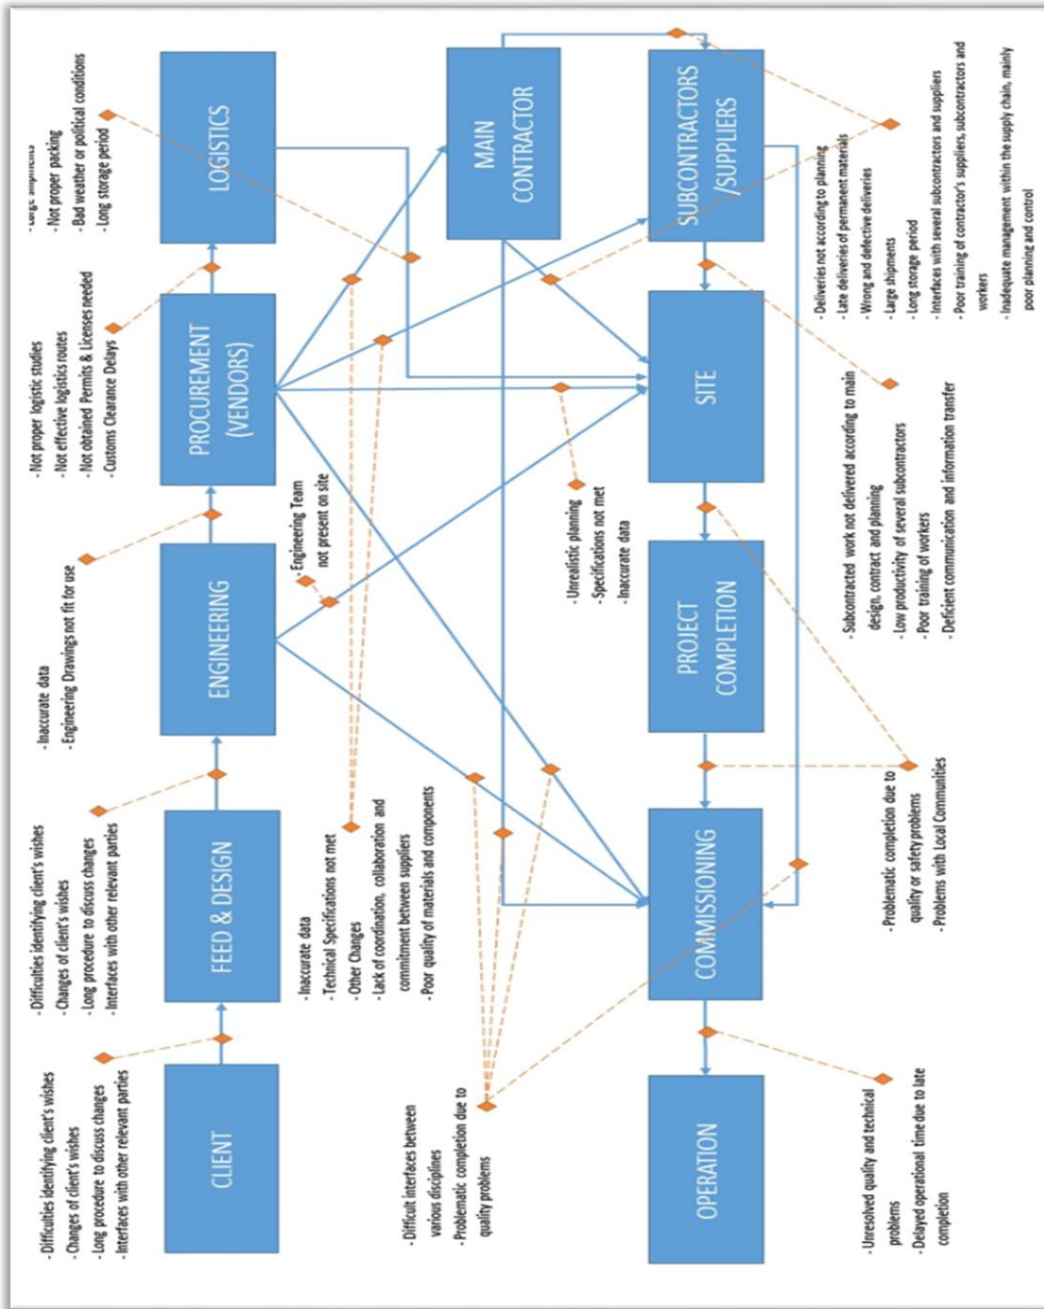 - Difficulties identifying client's wishes
- Changes of client's wishes
- Long procedure to discuss changes
- Interfaces with other relevant parties
- Difficulties identifying client's wishes
- Changes of client's wishes
- Long procedure to discuss changes
- Interfaces with other relevant parties
- Inaccurate data
- Engineering Drawings not fit for use
- Not proper logistic studies
- Not effective logistics routes
- Not obtained Permits & Licenses needed
- Customs Clearance Delays
- Not proper packing
- Bad weather or political conditions
- Long storage period
CLIENT
FEED & DESIGN
ENGINEERING
PROCUREMENT
(VENDORS)
LOGISTICS
- Inaccurate data
- Technical Specifications not met
- Other Changes
- Lack of coordination, collaboration and
commitment between suppliers
- Poor quality of materials and components
- Engineering Team
not present on site
- Difficult interfaces between
various disciplines
- Problematic completion due to
quality problems
MAIN
CONTRACTOR
- Unrealistic planning
- Specifications not met
- Inaccurate data
OPERATION
COMMISSIONING
PROJECT
COMPLETION
SITE
SUBCONTRACTORS
/SUPPLIERS
- Unresolved quality and technical
problems
- Delayed operational time due to late
completion
- Problematic completion due to
quality or safety problems
- Problems with Local Communities
- Subcontracted work not delivered according to main
design, contract and planning
- Low productivity of several subcontractors
- Poor training of workers
- Deficient communication and information transfer
- Deliveries not according to planning
- Late deliveries of permanent materials
- Wrong and defective deliveries
- Large shipments
- Long storage period
- Interfaces with several subcontractors and suppliers
- Poor training of contractor's suppliers, subcontractors and
workers
- Inadequate management within the supply chain, mainly
poor planning and control